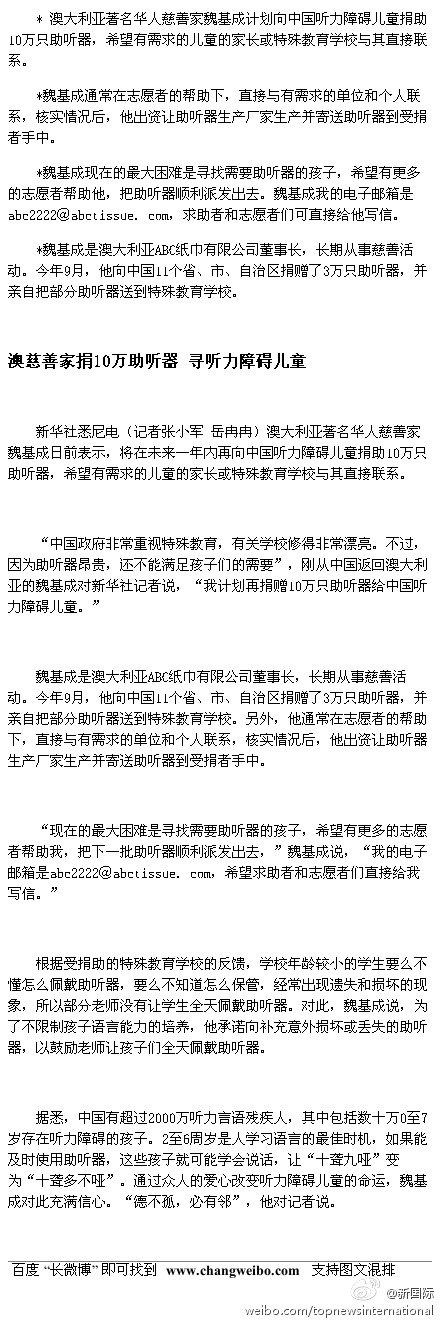 * 澳大利亚著名华人慈善家魏基成计划向中国听力障碍儿童捐助
10万只助听器，希望有需求的儿童的家长或特殊教育学校与其直接联
系。
*魏基成通常在志愿者的帮助下，直接与有需求的单位和个人联
系，核实情况后，他出资让助听器生产厂家生产并寄送助听器到受捐
者手中。
*魏基成现在的最大困难是寻找需要助听器的孩子，希望有更多
的志愿者帮助他，把助听器顺利派发出去。魏基成我的电子邮箱是
abc2222@abctissue. com，求助者和志愿者们可直接给他写信。
*魏基成是澳大利亚ABC纸巾有限公司董事长，长期从事慈善活
动。今年9月，他向中国11个省、市、自治区捐赠了3万只助听器，并
亲自把部分助听器送到特殊教育学校。
澳慈善家捐10万助听器 寻听力障碍儿童
新华社悉尼电（记者张小军 岳冉冉）澳大利亚著名华人慈善家
魏基成日前表示，将在未来一年内再向中国听力障碍儿童捐助10万只
助听器，希望有需求的儿童的家长或特殊教育学校与其直接联系。
“中国政府非常重视特殊教育，有关学校修得非常漂亮。不过，
因为助听器昂贵，还不能满足孩子们的需要”，刚从中国返回澳大利
亚的魏基成对新华社记者说，“我计划再捐赠10万只助听器给中国听
力障碍儿童。”
魏基成是澳大利亚ABC纸巾有限公司董事长，长期从事慈善活
动。今年9月，他向中国11个省、市、自治区捐赠了3万只助听器，并
亲自把部分助听器送到特殊教育学校。另外，他通常在志愿者的帮助
下，直接与有需求的单位和个人联系，核实情况后，他出资让助听器
生产厂家生产并寄送助听器到受捐者手中。
“现在的最大困难是寻找需要助听器的孩子，希望有更多的志愿
者帮助我，把下一批助听器顺利派发出去，”魏基成说，“我的电子
邮箱是abc2222@abctissue. com，希望求助者和志愿者们直接给我
写信。”
根据受捐助的特殊教育学校的反馈，学校年龄较小的学生要么不
懂怎么佩戴助听器，要么不知道怎么保管，经常出现遗失和损坏的现
象，所以部分老师没有让学生全天佩戴助听器。对此，魏基成说，为
了不限制孩子语言能力的培养，他承诺向补充意外损坏或丢失的助听
器，以鼓励老师让孩子们全天佩戴助听器。
据悉，中国有超过2000万听力言语残疾人，其中包括数十万0至7
岁存在听力障碍的孩子。2至6周岁是人学习语言的最佳时机，如果能
及时使用助听器，这些孩子就可能学会说话，让“十聋九哑”变
为“十聋多不哑”。通过众人的爱心改变听力障碍儿童的命运，魏基
成对此充满信心。“德不孤，必有邻”，他对记者说。
百度 “长微博” 即可找到 www.changweibo.com 支持图文混排
@新国际
weibo.com/topnewsinternational